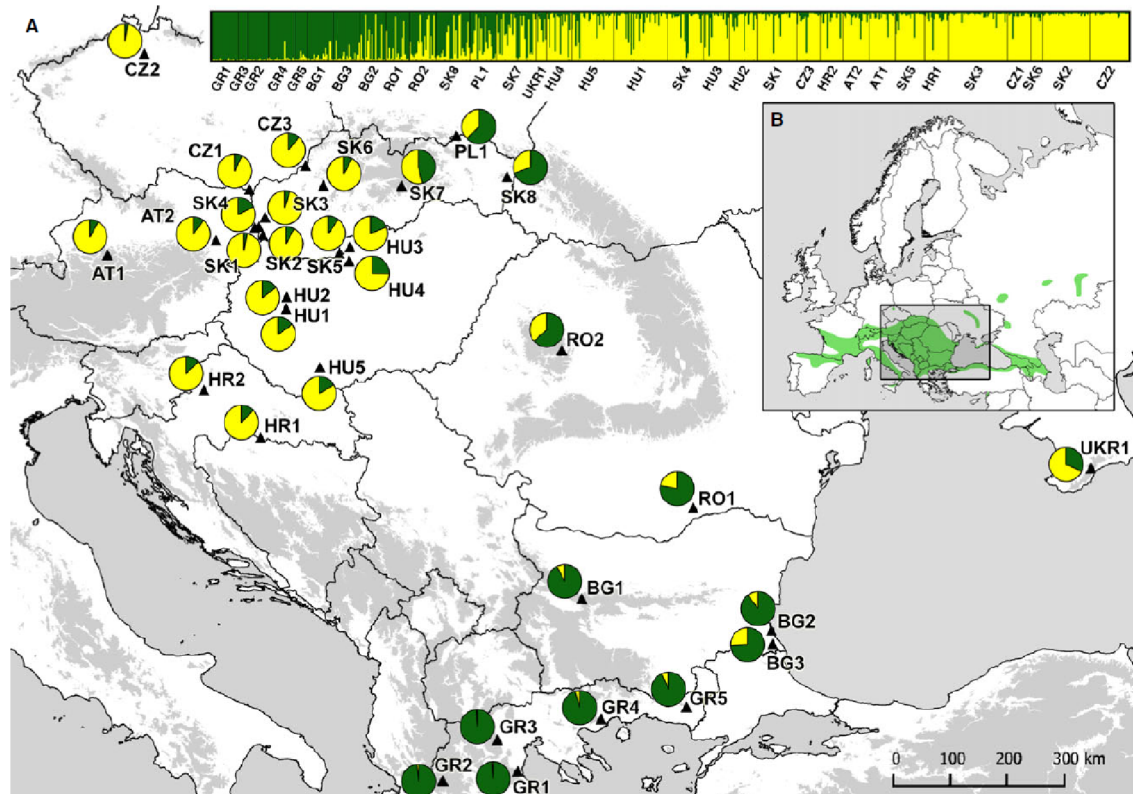 A
GR1 GR3 GR2 GR4 GR5 BG1 BG3 BG2 RO1 RO2 SK8 PL1 SK7 UKR1 HU4 HU5 HU1 SK4 HU3 HU2 SK1 CZ3 HR2 AT2 AT1 SK5 HR1 SK3 CZ1 SK6 SK2 CZ2
CZ2
B
CZ3
PL1
CZ1
SK6
SK7
SK8
AT2
SK4
SK3
HU3
AT1
SK1
SK2
SK5
HU4
HU2
HU1
RO2
HU5
HR2
HR1
UKR1
RO1
BG1
BG2
BG3
GR5
GR4
GR3
GR2
GR1
0 100 200 300 km